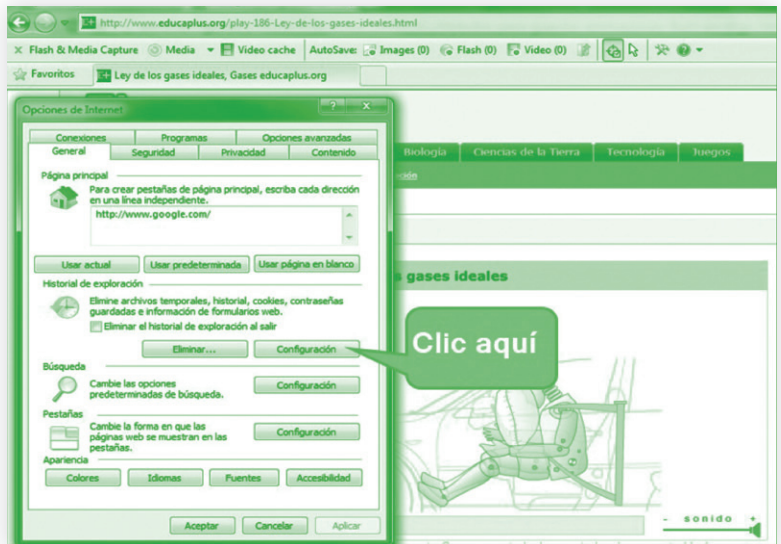 http://www.educaplus.org/play-186-Ley-de-los-gases-ideales.html
x Flash & Media Capture Media Video cache AutoSave: Images (0) Flash (0) Video (0)
Favoritos Ley de los gases ideales, Gases educaplus.org
Opciones de Internet
Conexiones Programas Opciones avanzadas
General Seguridad Privacidad Contenido
Biología Ciencias de la Tierra Tecnología Juegos
Página principal
Para crear pestañas de página principal, escriba cada dirección
en una línea independiente.
http://www.google.com/
Usar actual Usar predeterminada Usar página en blanco
s gases ideales
Historial de exploración
Elimine archivos temporales, historial, cookies, contraseñas
guardadas e información de formularios web.
Eliminar el historial de exploración al salir
Eliminar... Configuración
Clic aquí
Búsqueda
Cambie las opciones
predeterminadas de búsqueda.
Configuración
Pestañas
Cambie la forma en que las
páginas web se muestran en las
pestañas.
Configuración
Apariencia
Colores Idiomas Fuentes Accesibilidad
- sonido +
Aceptar Cancelar Aplicar